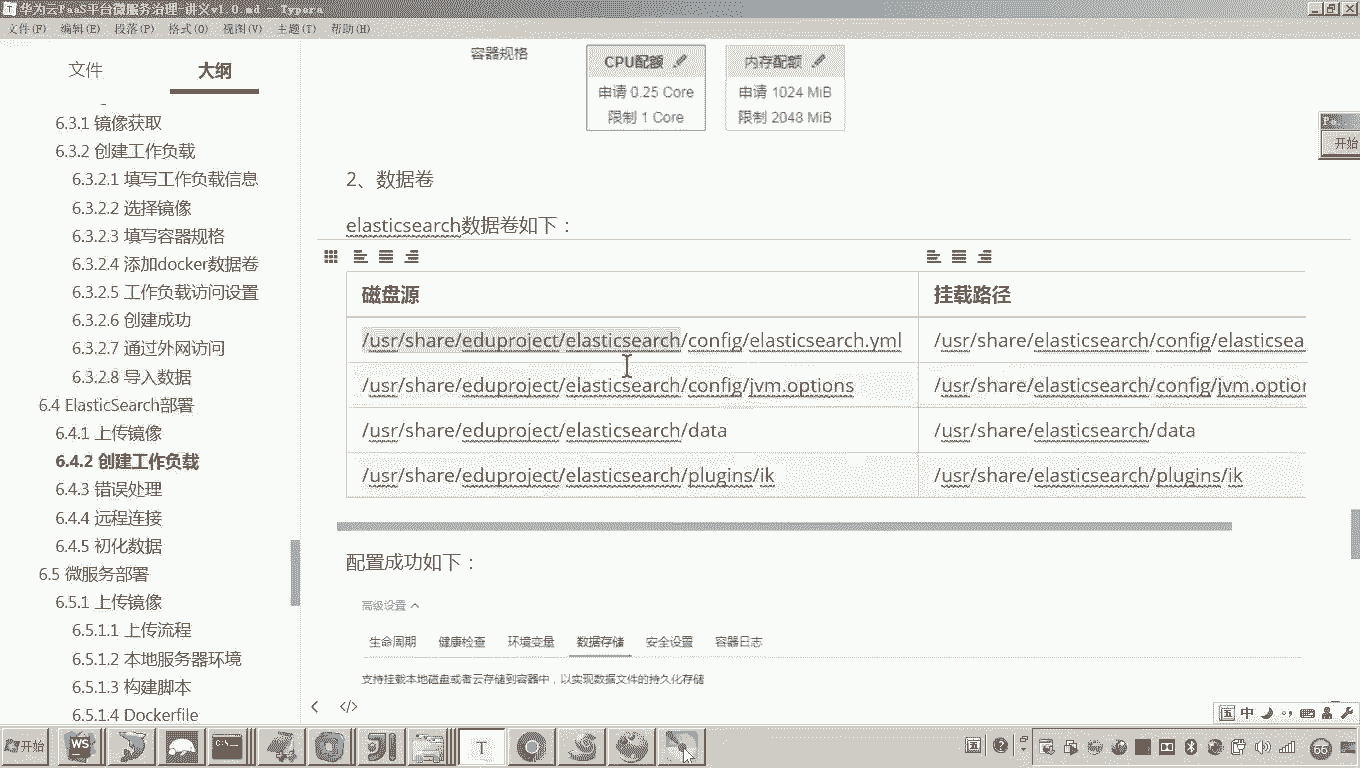 华为云PaaS平台微服务治理-讲义v1.0.md - Typora
文件(F) 编辑(E) 段落(P) 格式(O) 视图(V) 主题(T) 帮助(H)
文件 大纲
6.3.1 镜像获取
6.3.2 创建工作负载
6.3.2.1 填写工作负载信息
6.3.2.2 选择镜像
6.3.2.3 填写容器规格
6.3.2.4 添加docker数据卷
6.3.2.5 工作负载访问设置
6.3.2.6 创建成功
6.3.2.7 通过外网访问
6.3.2.8 导入数据
6.4 ElasticSearch部署
6.4.1 上传镜像
6.4.2 创建工作负载
6.4.3 错误处理
6.4.4 远程连接
6.4.5 初化数据
6.5 微服务部署
6.5.1 上传镜像
6.5.1.1 上传流程
6.5.1.2 本地服务器环境
6.5.1.3 构建脚本
6.5.1.4 Dockerfile
容器规格
CPU配额
申请 0.25 Core
限制 1 Core
内存配额
申请 1024 MiB
限制 2048 MiB
2、数据卷
elasticsearch数据卷如下：
磁盘源 挂载路径
/usr/share/eduproject/elasticsearch/config/elasticsearch.yml /usr/share/elasticsearch/config/elasticsea
/usr/share/eduproject/elasticsearch/config/jvm.options /usr/share/elasticsearch/config/jvm.option
/usr/share/eduproject/elasticsearch/data /usr/share/elasticsearch/data
/usr/share/eduproject/elasticsearch/plugins/ik /usr/share/elasticsearch/plugins/ik
配置成功如下：
高级设置
生命周期 健康检查 环境变量 数据存储 安全设置 容器日志
支持挂载本地磁盘或者云存储到容器中，以实现数据文件的持久化存储
开始
中
开始
WS
T
65